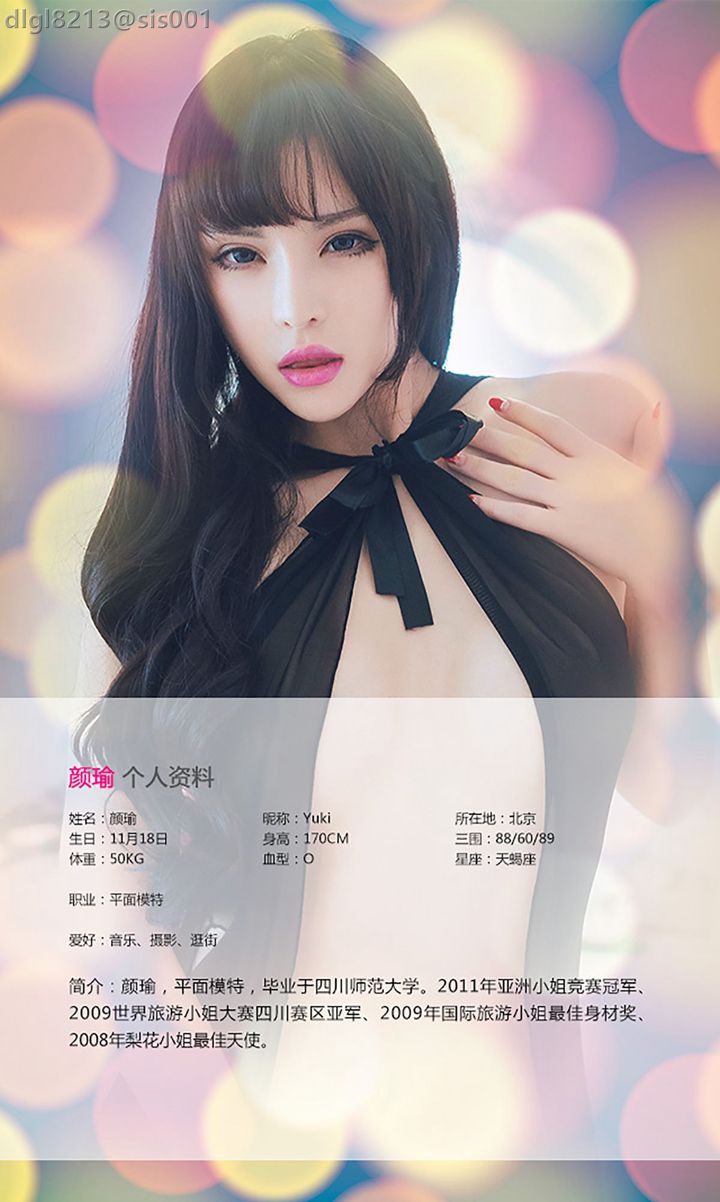 dlgl8213@sis001
颜瑜 个人资料
姓名：颜瑜 昵称：Yuki 所在地：北京
生日：11月18日 身高：170CM 三围：88/60/89
体重：50KG 血型：O 星座：天蝎座
职业：平面模特
爱好：音乐、摄影、逛街
简介：颜瑜，平面模特，毕业于四川师范大学。2011年亚洲小姐竞赛冠军、
2009世界旅游小姐大赛四川赛区亚军、2009年国际旅游小姐最佳身材奖、
2008年梨花小姐最佳天使。